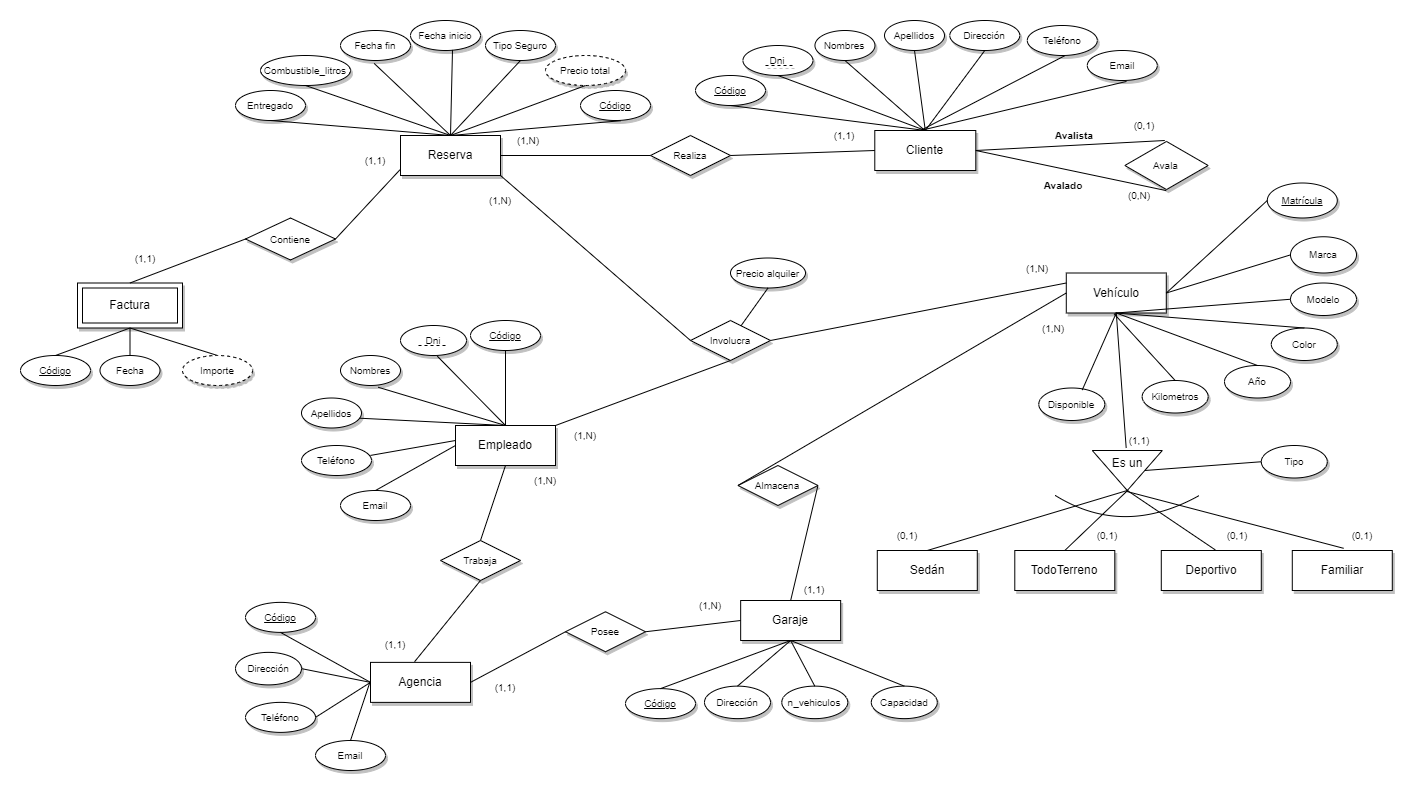 Fecha inicio
Fecha fin
Tipo Seguro
Combustible_litros
Precio total
Entregado
Código
Reserva
(1,N)
(1,1)
(1,N)
Realiza
Apellidos
Dirección
Nombres
Teléfono
Dni
Email
Código
(1,1)
Cliente
Avalista
(0,1)
Avala
Avalado
(0,N)
Contiene
(1,1)
Factura
Código
Fecha
Importe
Matrícula
Marca
Modelo
Color
Año
Kilometros
Disponible
(1,N)
Vehículo
(1,N)
Precio alquiler
Involucra
Dni
Código
Nombres
Apellidos
Teléfono
Email
Empleado
(1,N)
(1,N)
(1,1)
Es un
Tipo
(0,1)
(0,1)
(0,1)
(0,1)
Sedán
TodoTerreno
Deportivo
Familiar
Almacena
(1,1)
Trabaja
(1,1)
Código
Dirección
Teléfono
Email
Agencia
(1,1)
Posee
(1,N)
Garaje
Código
Dirección
n_vehiculos
Capacidad